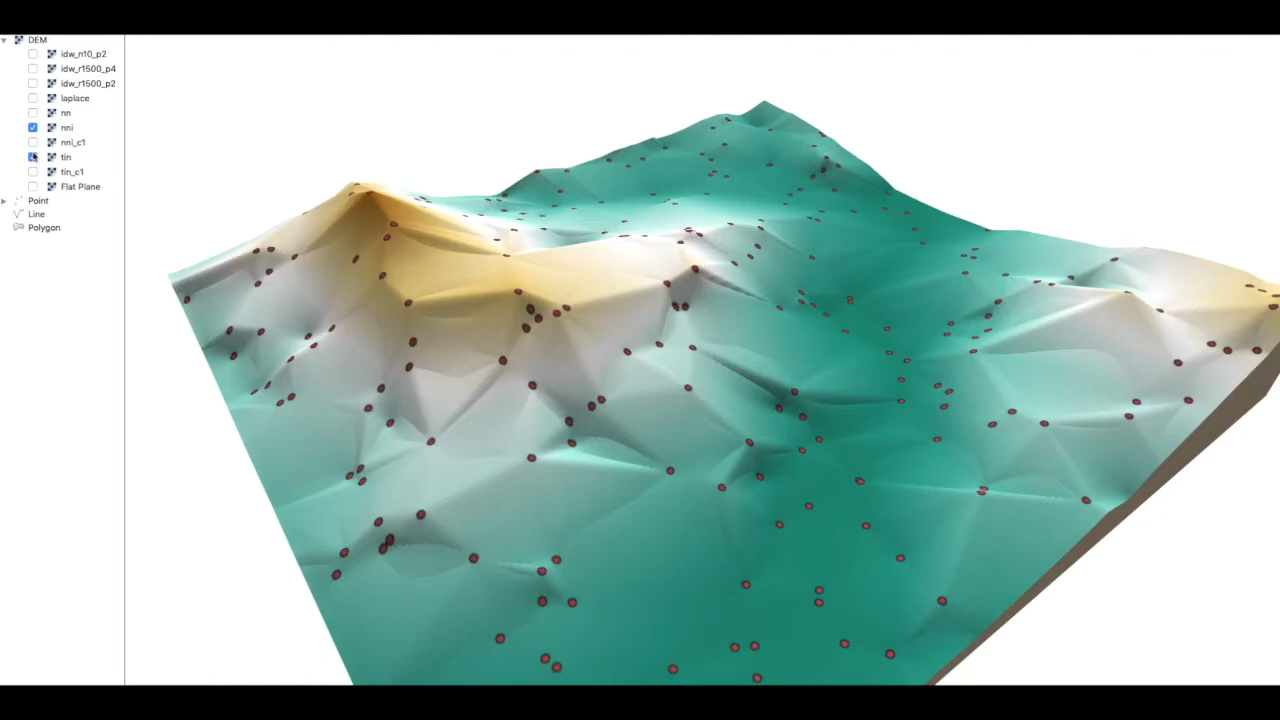 DEM
idw_n10_p2
idw_r1500_p4
idw_r1500_p2
laplace
nn
nni
nni_c1
tin
tin_c1
Flat Plane
Point
Line
Polygon